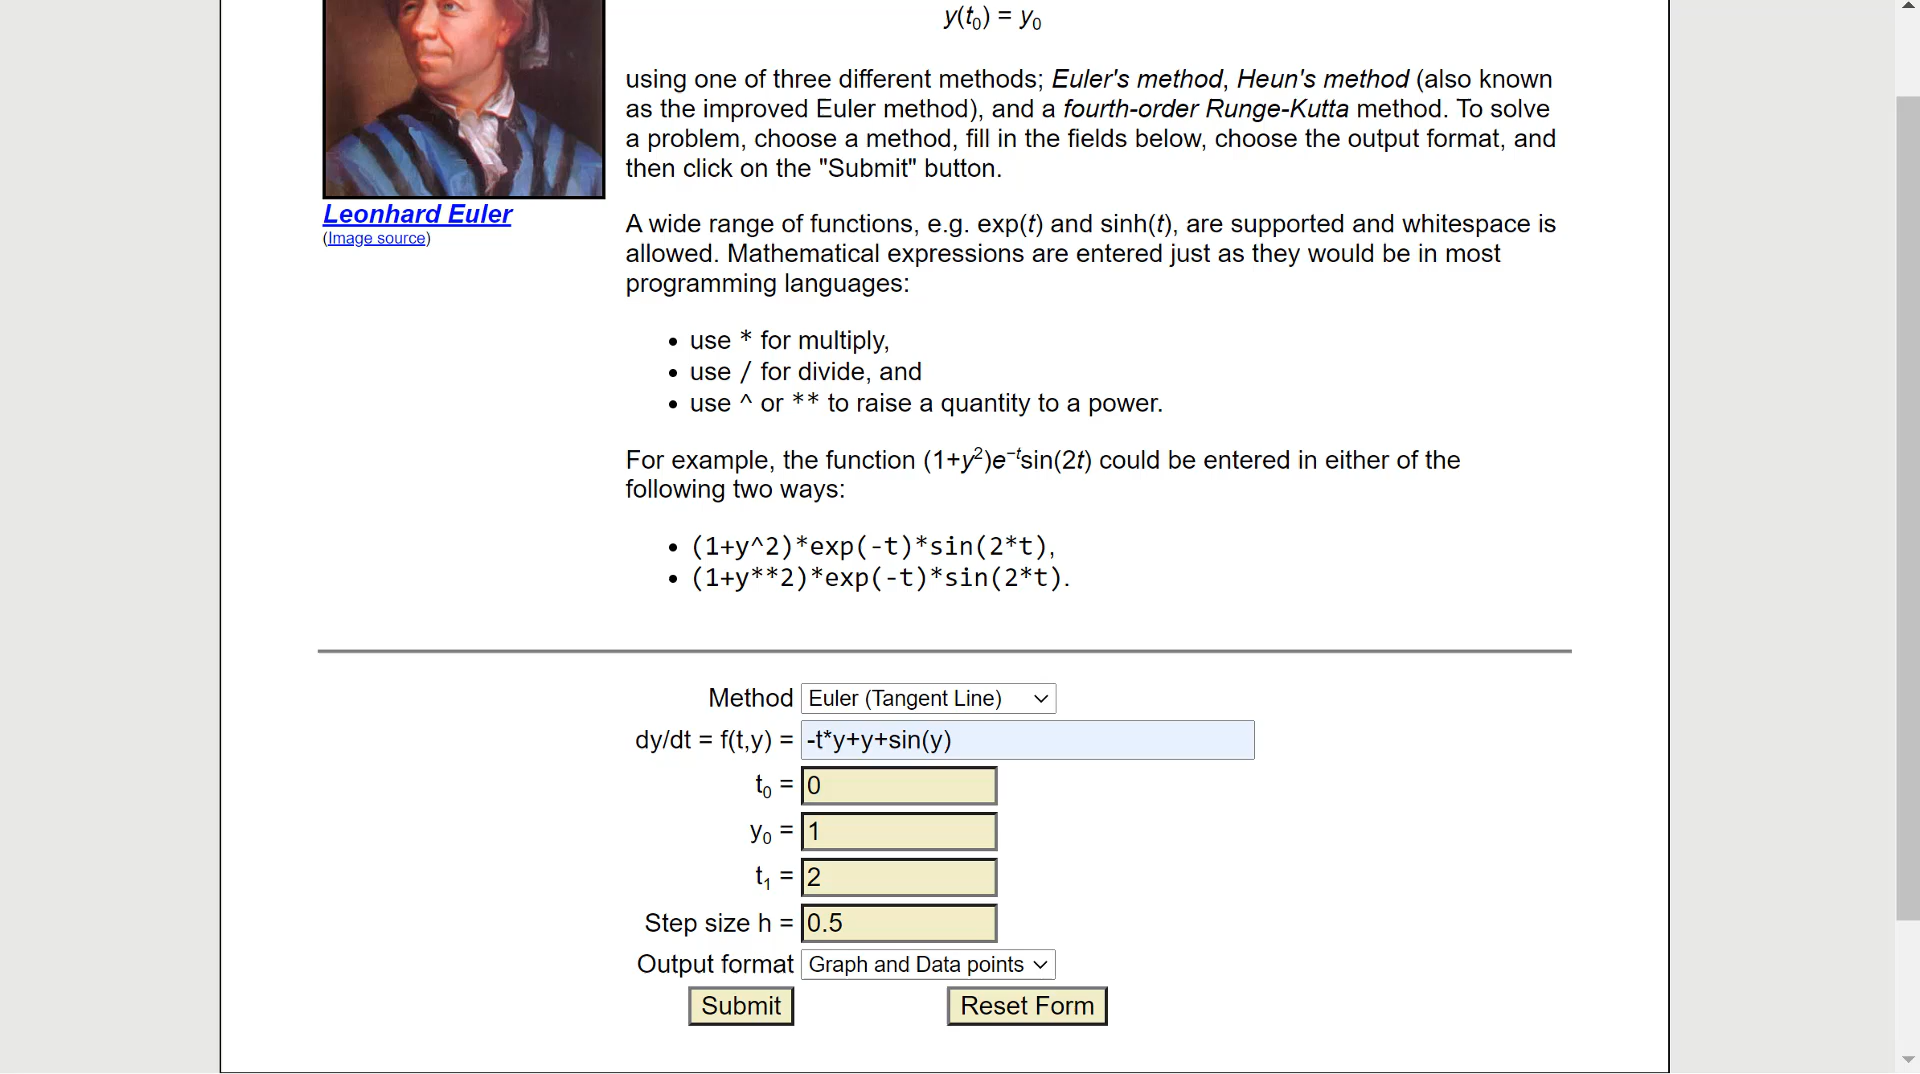 y(t₀) = y₀
using one of three different methods; Euler's method, Heun's method (also known
as the improved Euler method), and a fourth-order Runge-Kutta method. To solve
a problem, choose a method, fill in the fields below, choose the output format, and
then click on the "Submit" button.
Leonhard Euler
(Image source)
A wide range of functions, e.g. exp(t) and sinh(t), are supported and whitespace is
allowed. Mathematical expressions are entered just as they would be in most
programming languages:
• use * for multiply,
• use / for divide, and
• use ^ or ** to raise a quantity to a power.
For example, the function (1+y²)e⁻ᵗsin(2t) could be entered in either of the
following two ways:
• (1+y^2)*exp(-t)*sin(2*t),
• (1+y**2)*exp(-t)*sin(2*t).
Method Euler (Tangent Line)
dy/dt = f(t,y) = -t*y+y+sin(y)
t₀ = 0
y₀ = 1
t₁ = 2
Step size h = 0.5
Output format Graph and Data points
Submit Reset Form